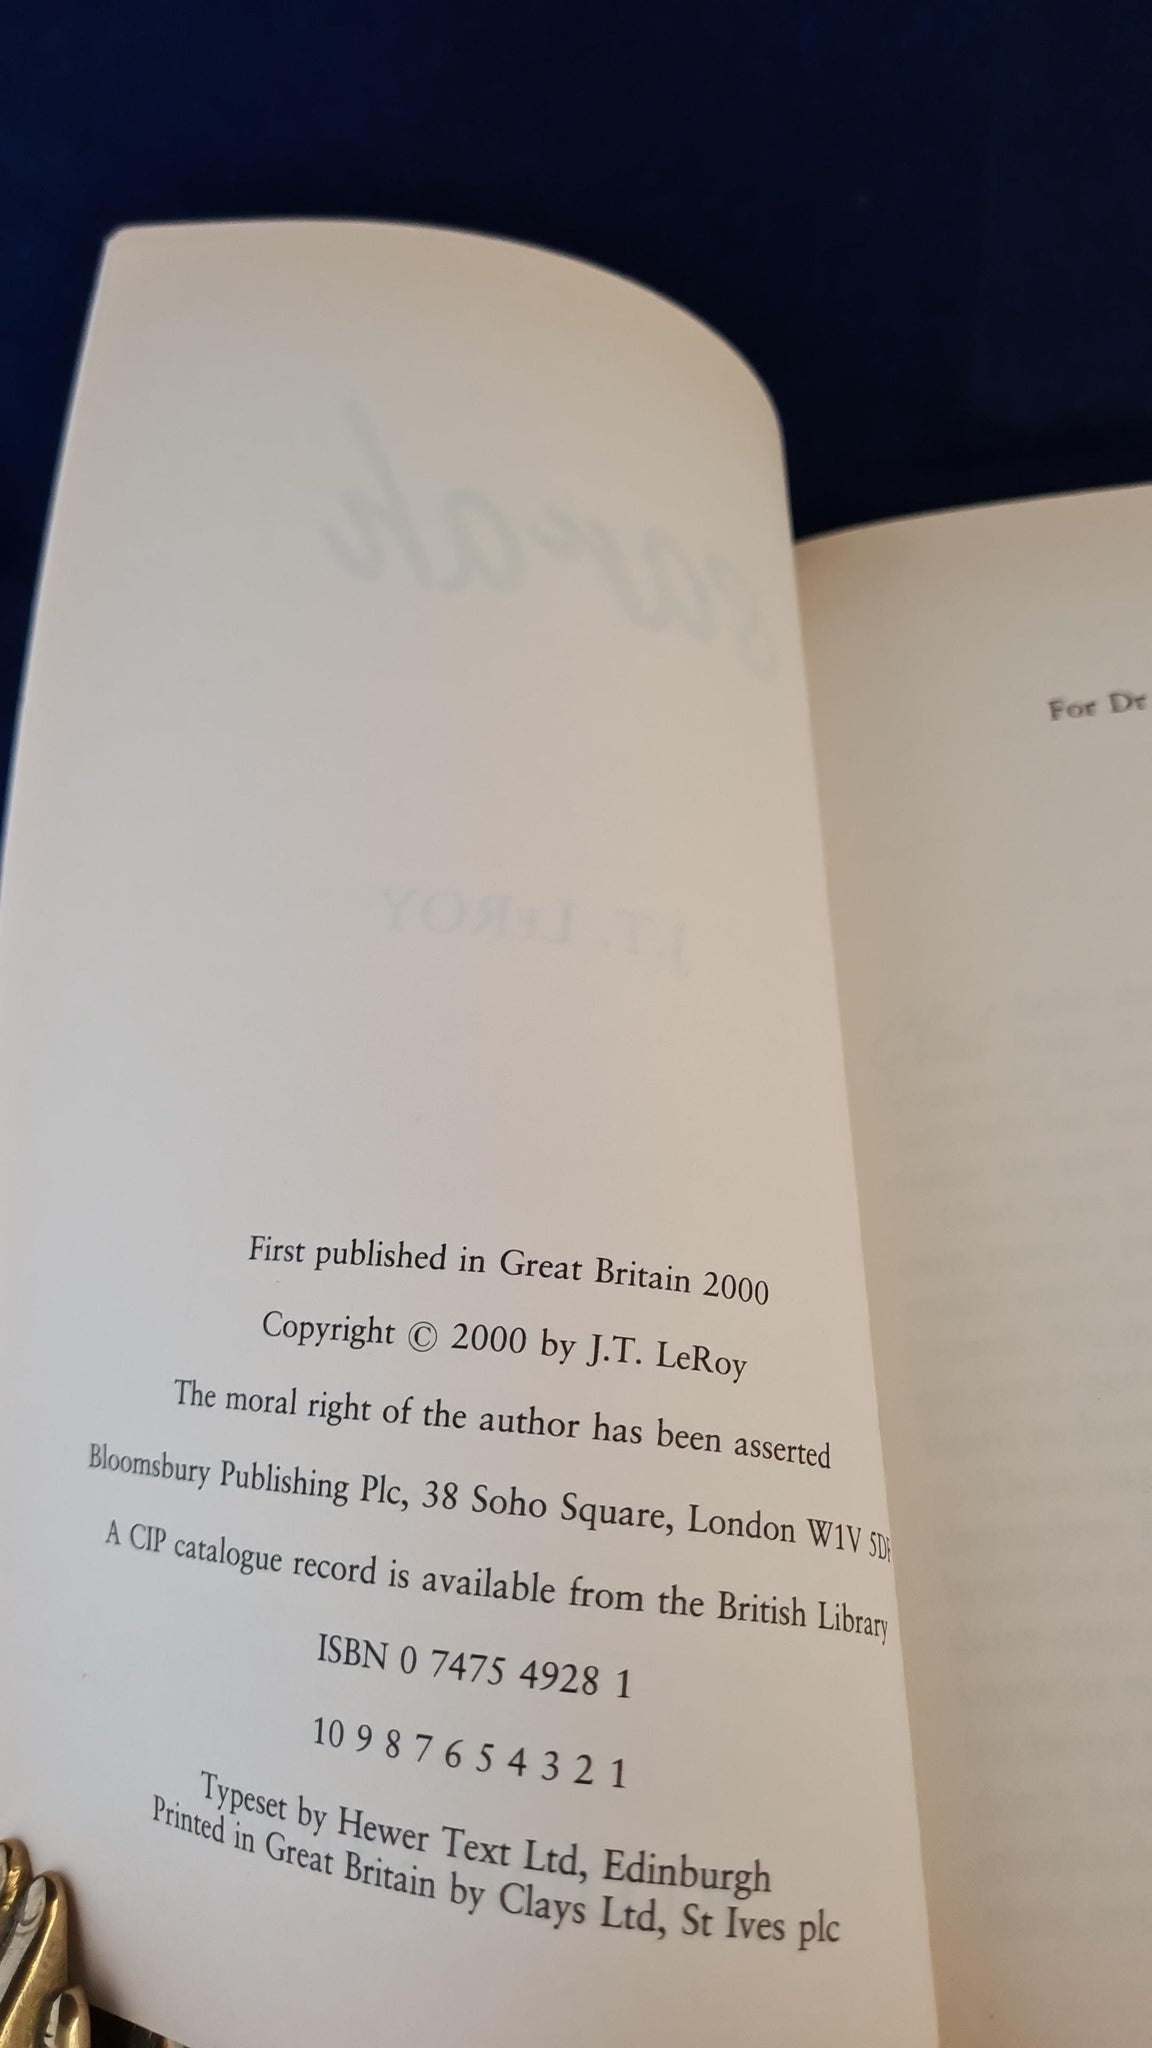 sarah
J.T. LEROY
First published in Great Britain 2000
Copyright © 2000 by J.T. LeRoy
The moral right of the author has been asserted
Bloomsbury Publishing Plc, 38 Soho Square, London W1V
A CIP catalogue record is available from the British Library
ISBN 0 7475 4928 1
10 9 8 7 6 5 4 3 2 1
Typeset by Hewer Text Ltd, Edinburgh
Printed in Great Britain by Clays Ltd, St Ives plc
For Dr